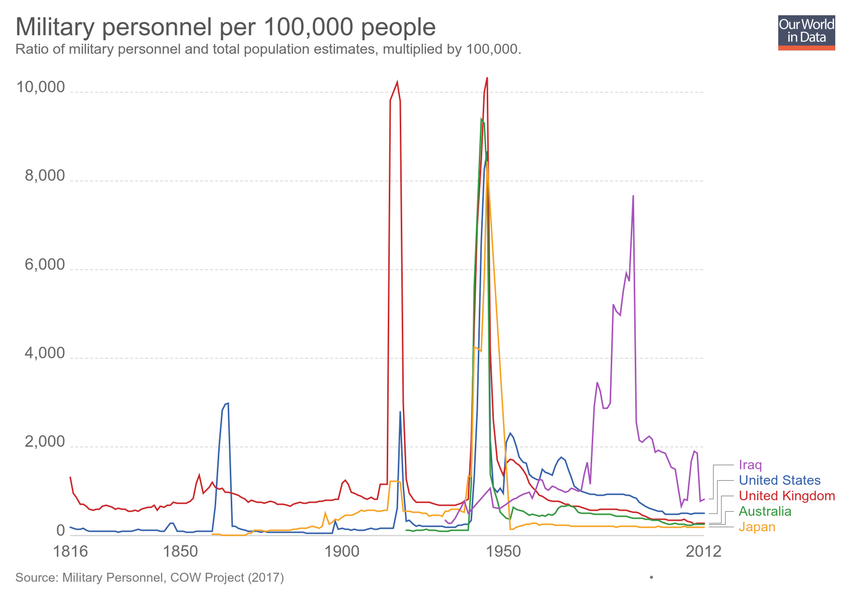 Military personnel per 100,000 people
Ratio of military personnel and total population estimates, multiplied by 100,000.
Our World
in Data
10,000
8,000
6,000
4,000
2,000
0
1816
1850
1900
1950
2012
Iraq
United States
United Kingdom
Australia
Japan
Source: Military Personnel, COW Project (2017)
•